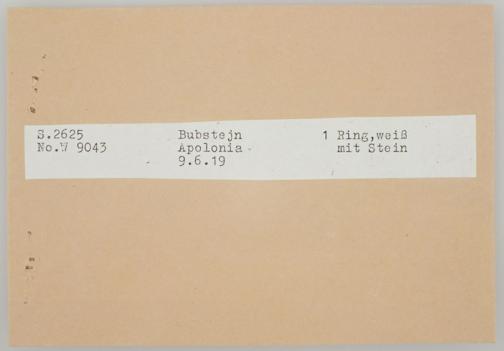 S.2625 Bubstejn 1 Ring,weiß
No.W 9043 Apolonia mit Stein
9.6.19